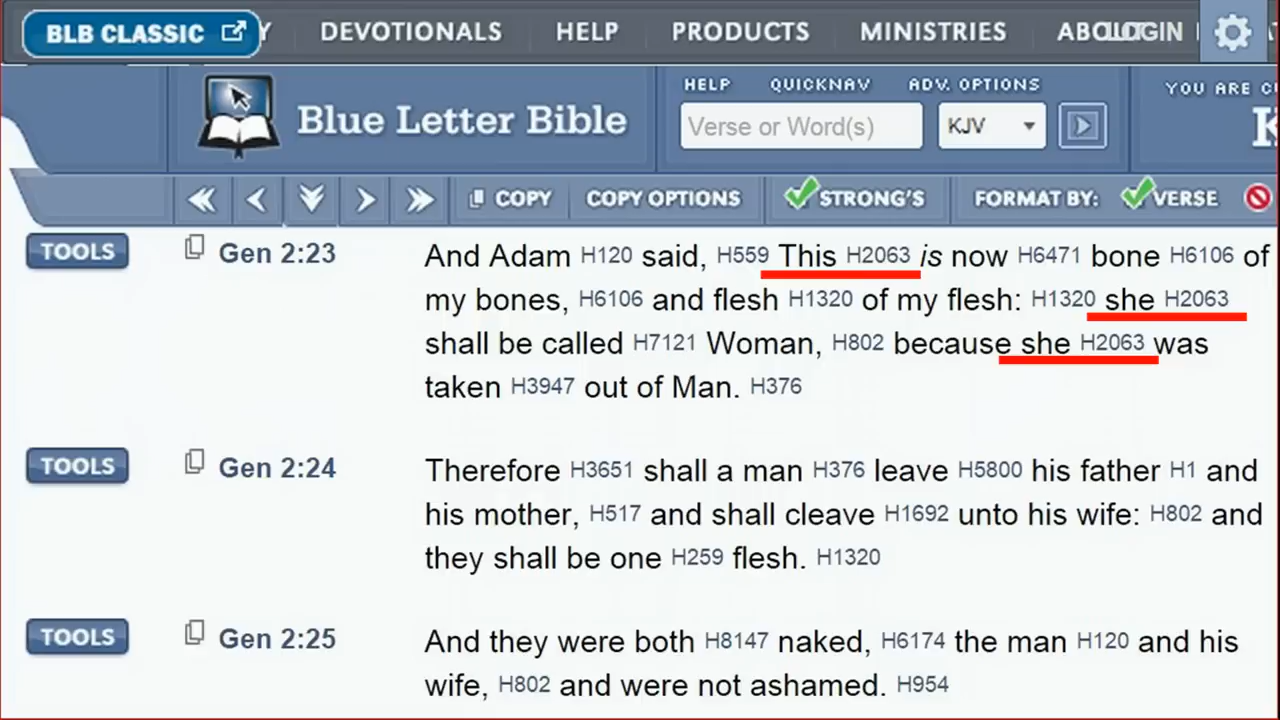 BLB CLASSIC DEVOTIONALS HELP PRODUCTS MINISTRIES LOGIN
HELP QUICKNAV ADV. OPTIONS YOU ARE
Blue Letter Bible Verse or Word(s) KJV
COPY COPY OPTIONS STRONG'S FORMAT BY: VERSE
TOOLS Gen 2:23 And Adam H120 said, H559 This H2063 is now H6471 bone H6106 of
my bones, H6106 and flesh H1320 of my flesh: H1320 she H2063
shall be called H7121 Woman, H802 because she H2063 was
taken H3947 out of Man. H376
TOOLS Gen 2:24 Therefore H3651 shall a man H376 leave H5800 his father H1 and
his mother, H517 and shall cleave H1692 unto his wife: H802 and
they shall be one H259 flesh. H1320
TOOLS Gen 2:25 And they were both H8147 naked, H6174 the man H120 and his
wife, H802 and were not ashamed. H954